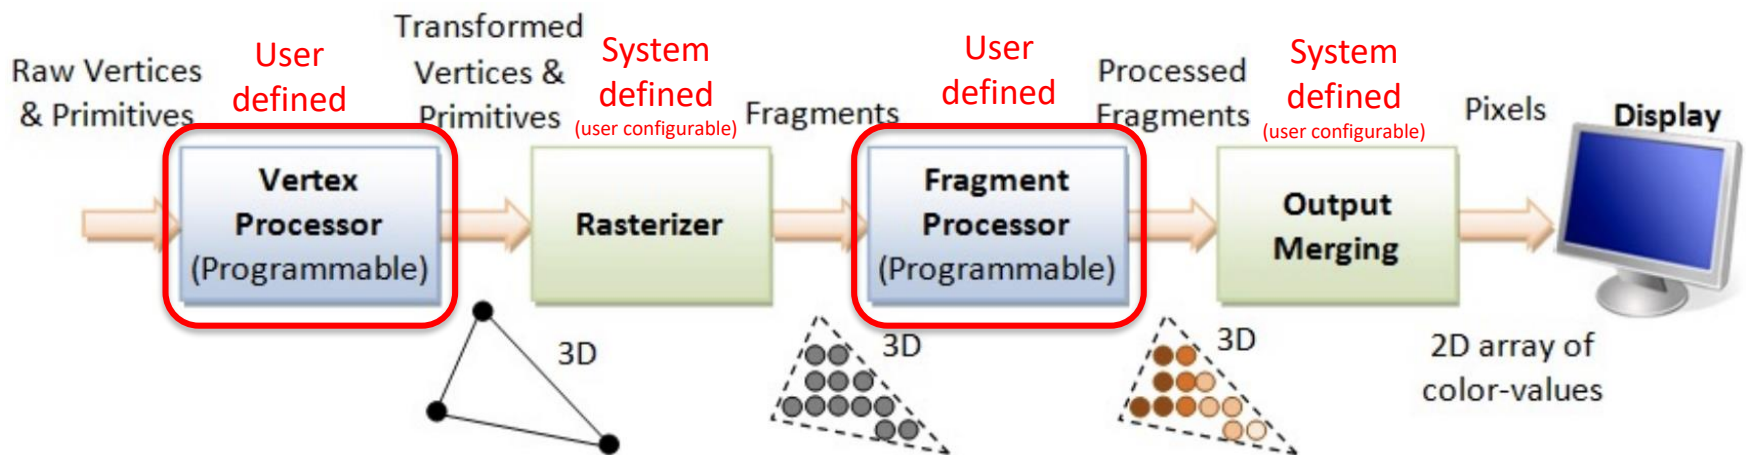 Raw Vertices
& Primitives
User
defined
Transformed
Vertices &
Primitives
System
defined
(user configurable)
Fragments
User
defined
Processed
Fragments
System
defined
(user configurable)
Pixels
Display
Vertex
Processor
(Programmable)
Rasterizer
Fragment
Processor
(Programmable)
Output
Merging
3D
3D
3D
2D array of
color-values